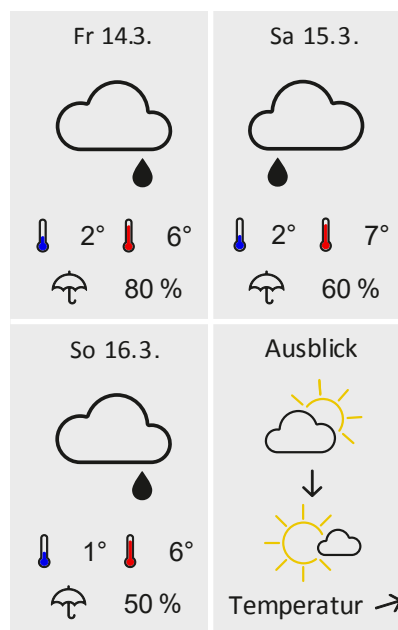 Fr 14.3.
2° 6°
80 %
Sa 15.3.
2° 7°
60 %
So 16.3.
1° 6°
50 %
Ausblick
Temperatur